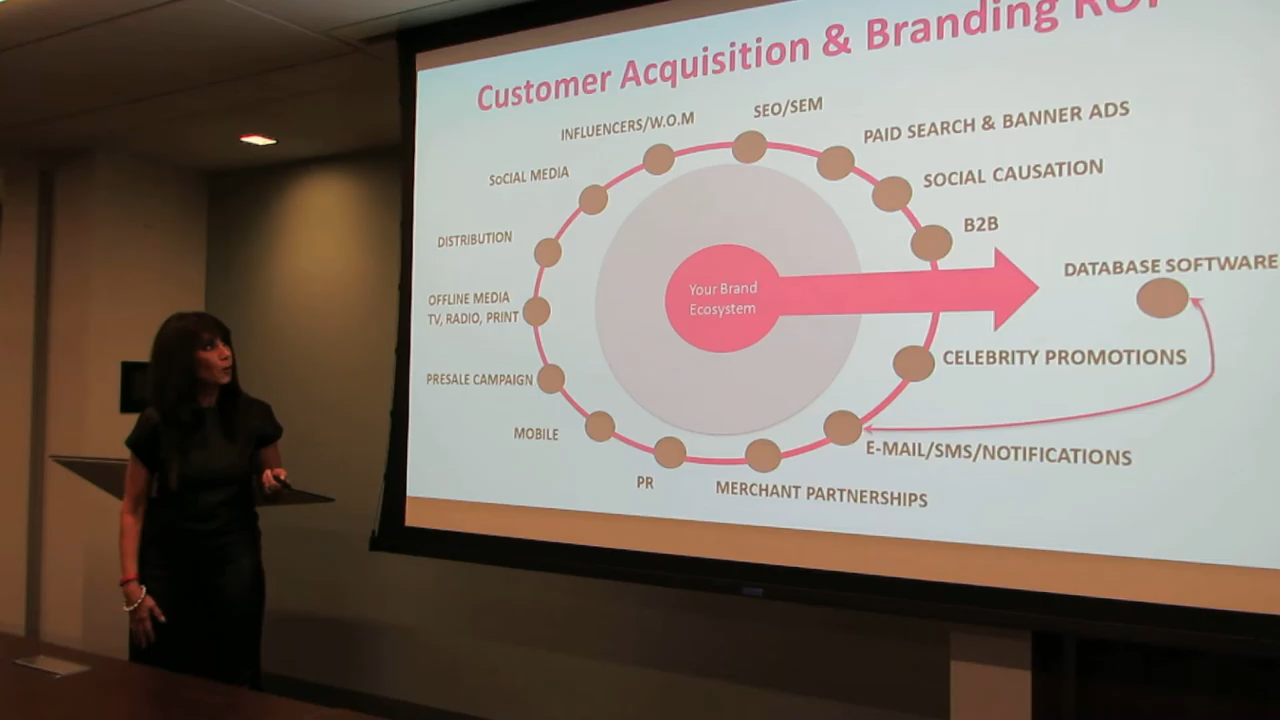 Customer Acquisition & Branding ROI
SEO/SEM
INFLUENCERS/W.O.M
PAID SEARCH & BANNER ADS
SoCIAL MEDIA
SOCIAL CAUSATION
B2B
DISTRIBUTION
DATABASE SOFTWARE
Your Brand
Ecosystem
OFFLINE MEDIA
TV, RADIO, PRINT
CELEBRITY PROMOTIONS
PRESALE CAMPAIGN
MOBILE
E-MAIL/SMS/NOTIFICATIONS
PR
MERCHANT PARTNERSHIPS